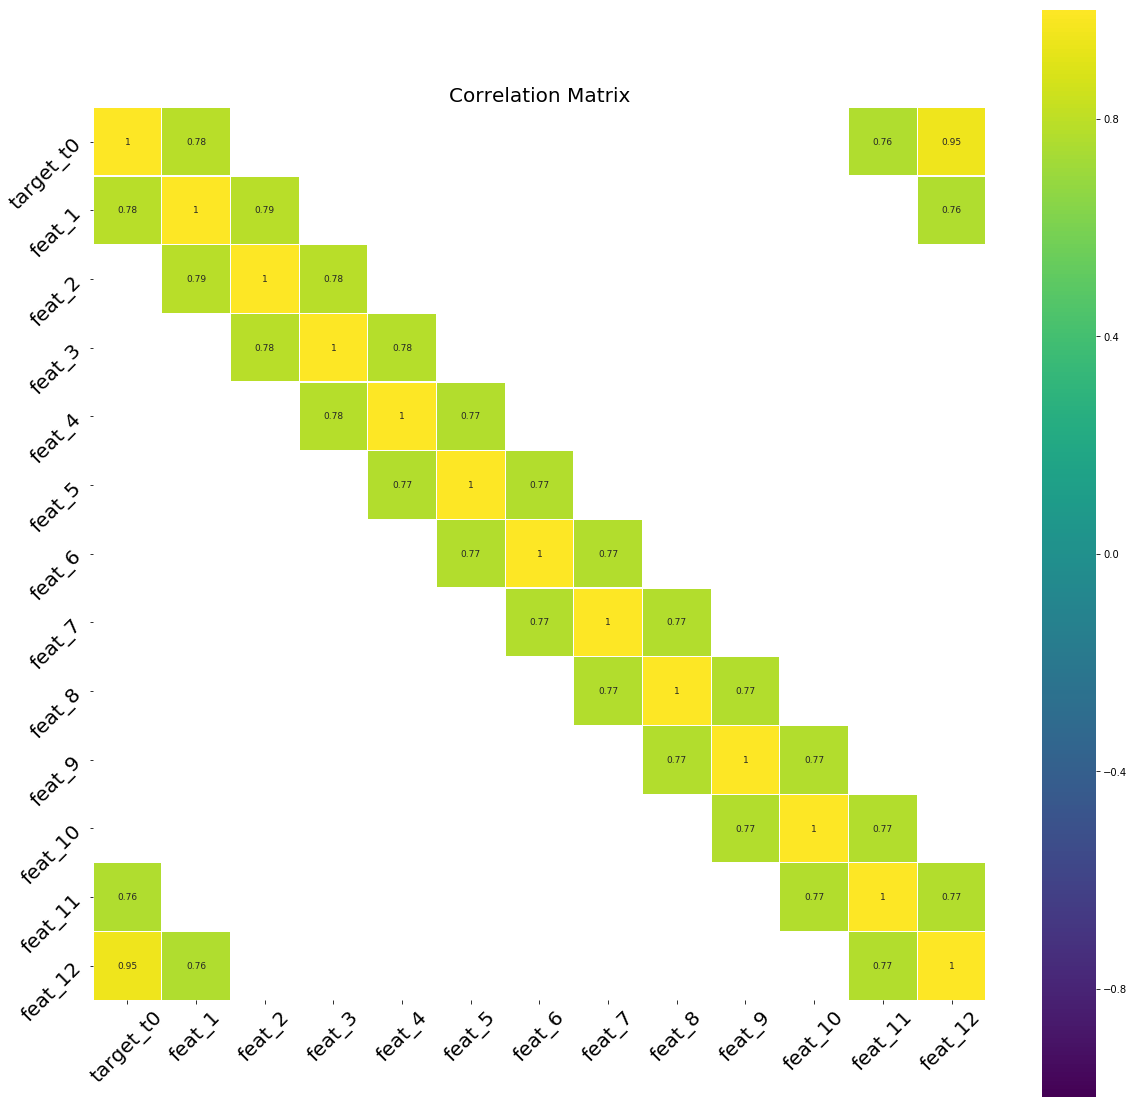 Correlation Matrix
target_t0 1 0.78 0.76 0.95
feat_1 0.78 1 0.79 0.76
feat_2 0.79 1 0.78
feat_3 0.78 1 0.78
feat_4 0.78 1 0.77
feat_5 0.77 1 0.77
feat_6 0.77 1 0.77
feat_7 0.77 1 0.77
feat_8 0.77 1 0.77
feat_9 0.77 1 0.77
feat_10 0.77 1 0.77
feat_11 0.76 0.77 1 0.77
feat_12 0.95 0.76 0.77 1
target_t0 feat_1 feat_2 feat_3 feat_4 feat_5 feat_6 feat_7 feat_8 feat_9 feat_10 feat_11 feat_12
0.8
0.4
0.0
−0.4
−0.8